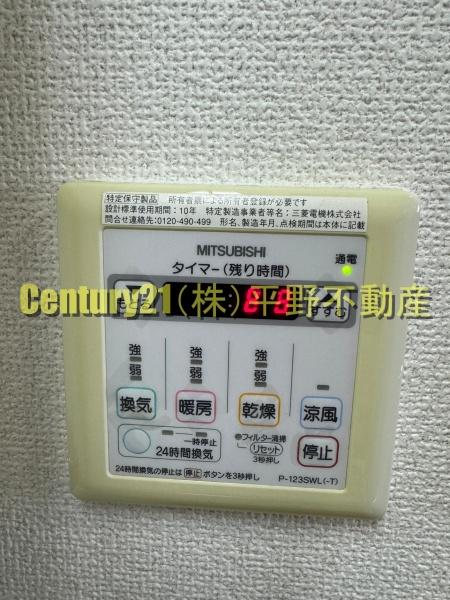 特定保守製品 所有者票による所有者登録が必要です
設計標準使用期間：10年 特定製造事業者等名：三菱電機株式会社
問合せ連絡先：0120-490-499 形名、製造年月、点検期間は本体に記載
MITSUBISHI
タイマー(残り時間)
通電
Century21(株)平野不動産
すすむ
強 強 強
弱 弱 弱
換気 暖房 乾燥 涼風
一時停止
24時間換気
フィルター清掃
リセット
3秒押し
停止
24時間換気の停止は 停止 ボタンを3秒押し
P-123SWL(-T)